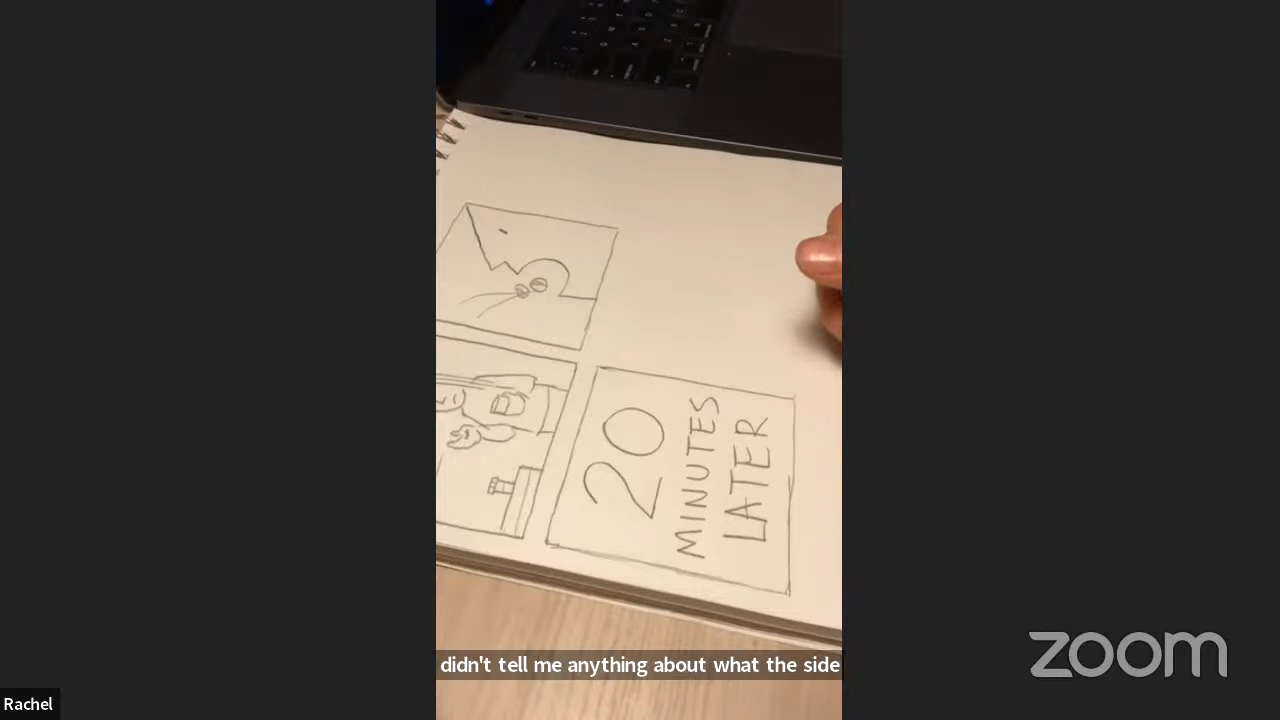 20
MINUTES
LATER
didn't tell me anything about what the side
zoom
Rachel